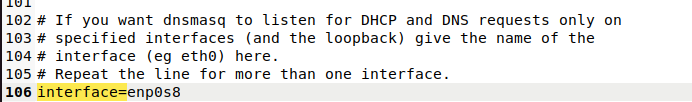 101
102 # If you want dnsmasq to listen for DHCP and DNS requests only on
103 # specified interfaces (and the loopback) give the name of the
104 # interface (eg eth0) here.
105 # Repeat the line for more than one interface.
106 interface=enp0s8